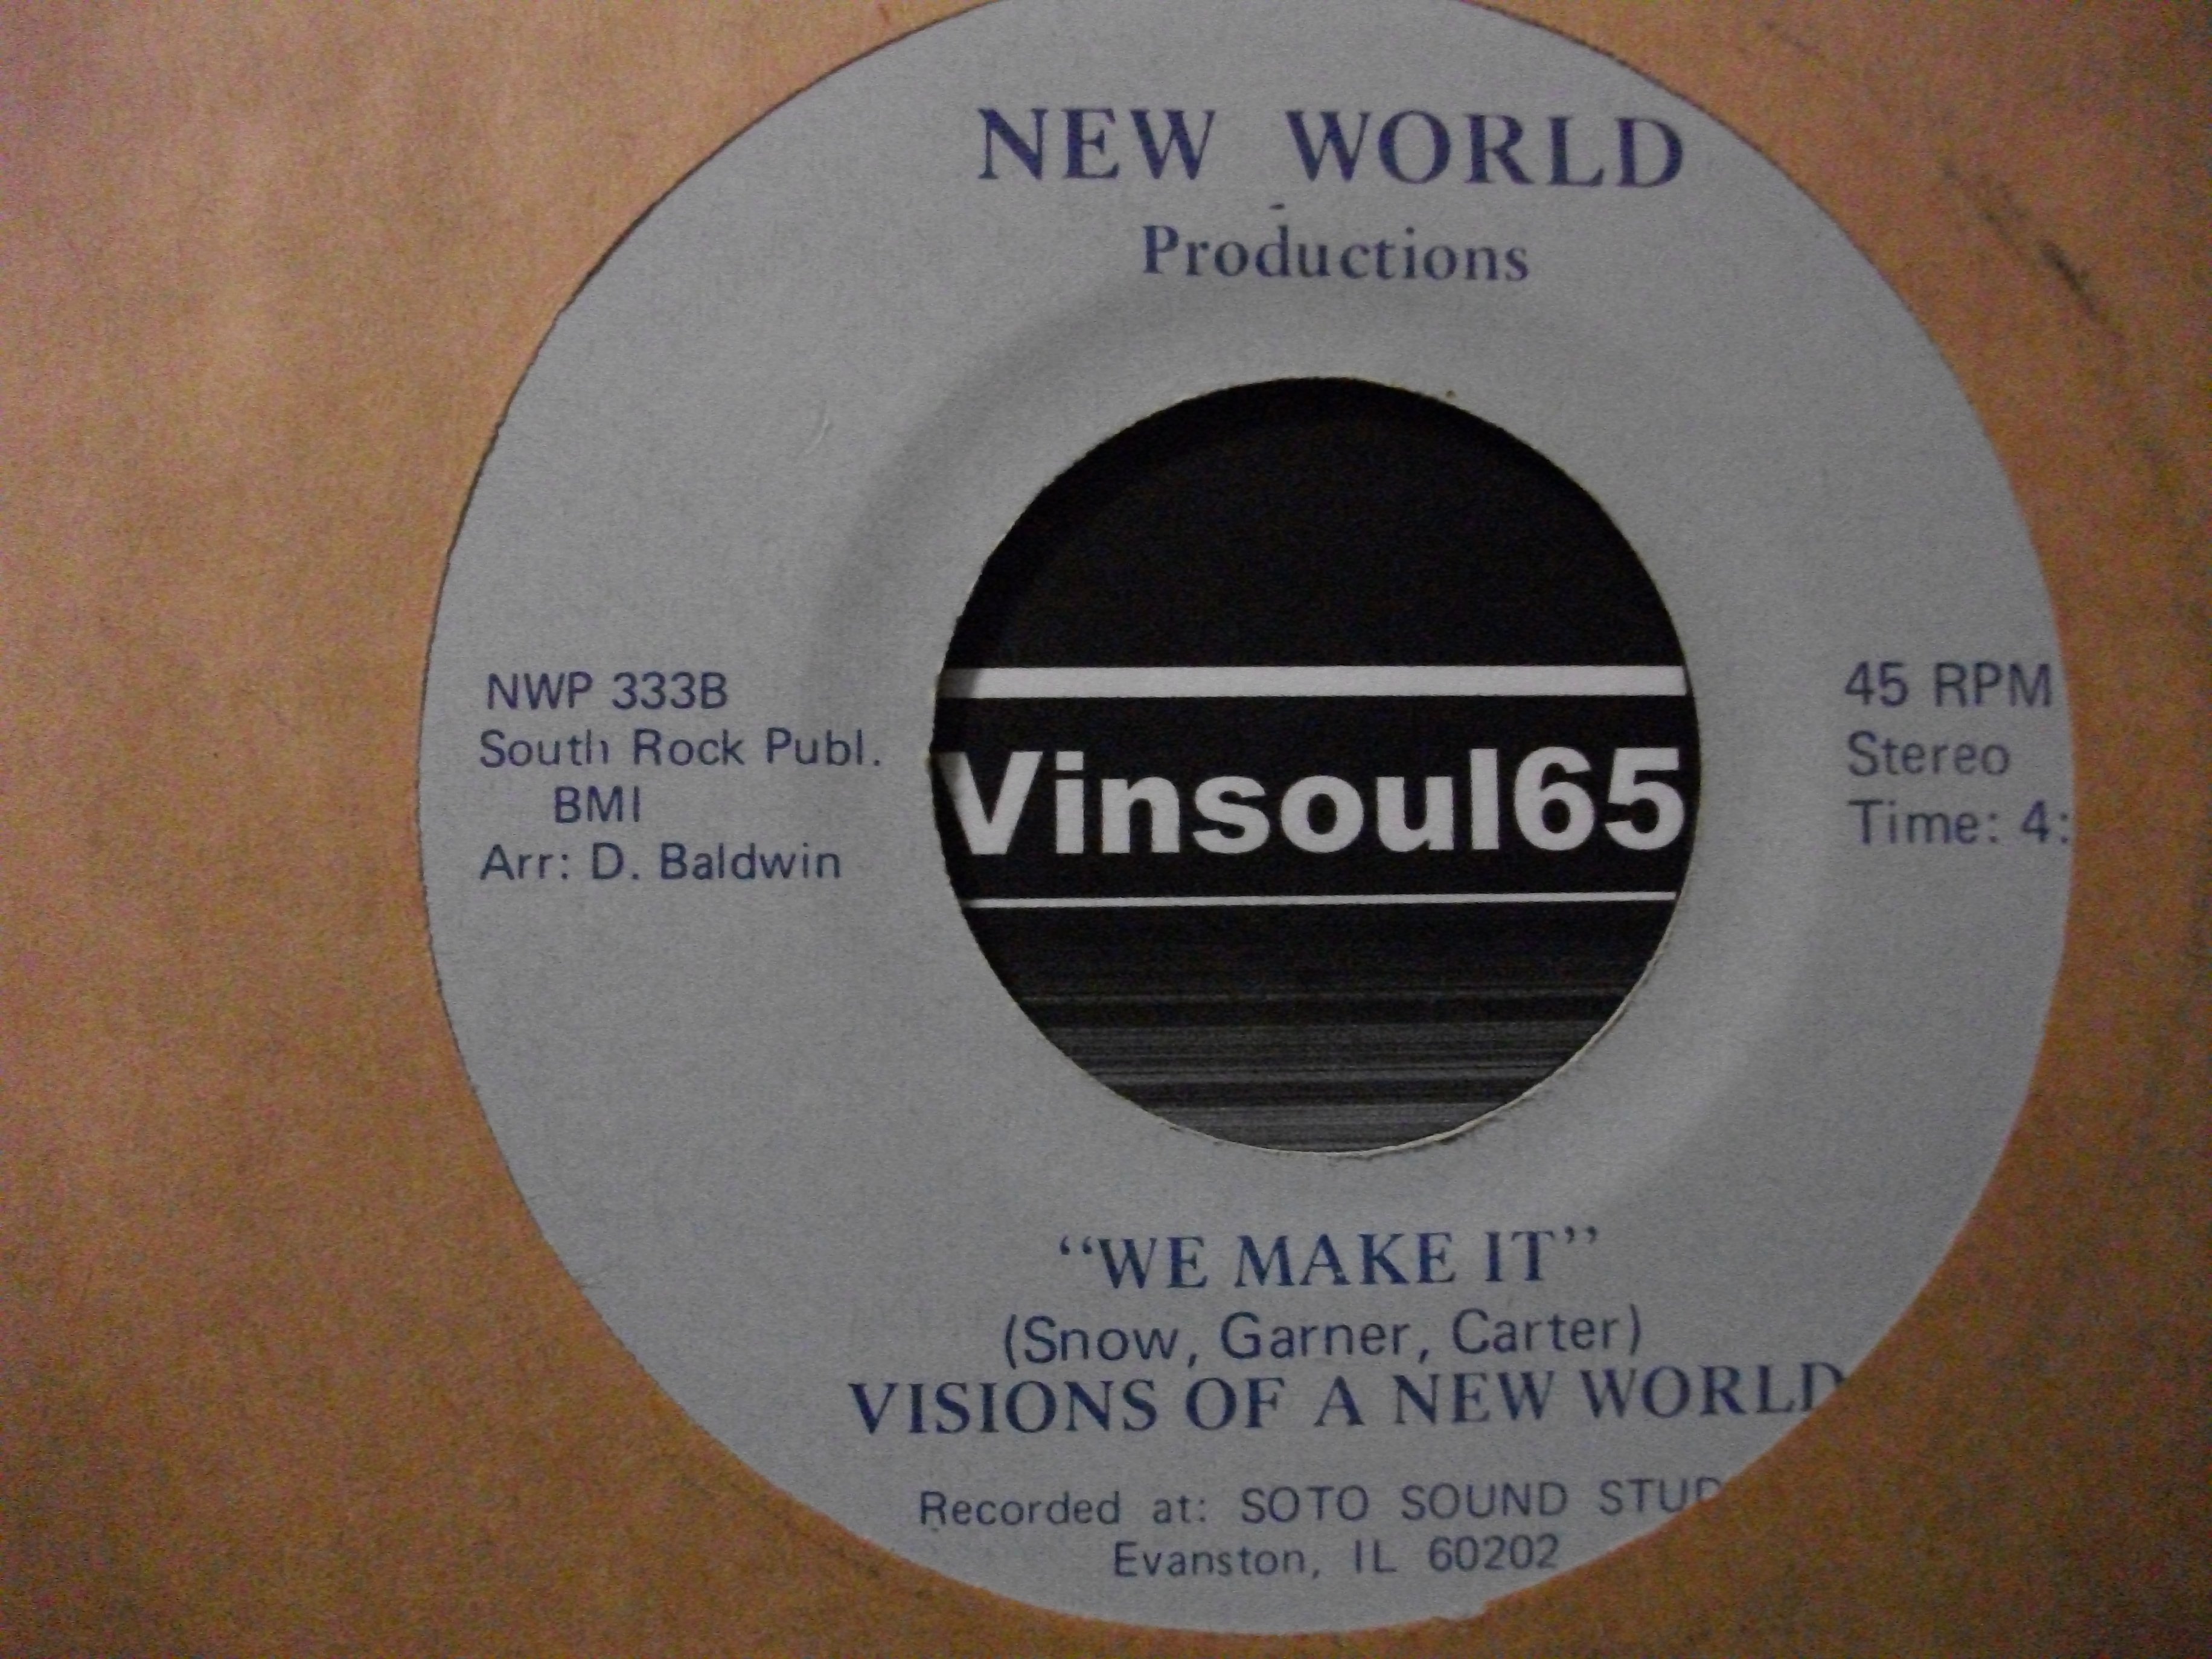 NEW WORLD
Productions
NWP 333B
South Rock Publ.
BMI
Arr: D. Baldwin
Vinsoul65
45 RPM
Stereo
Time: 4:
"WE MAKE IT"
(Snow, Garner, Carter)
VISIONS OF A NEW WORLD
Recorded at: SOTO SOUND STUD
Evanston, IL 60202